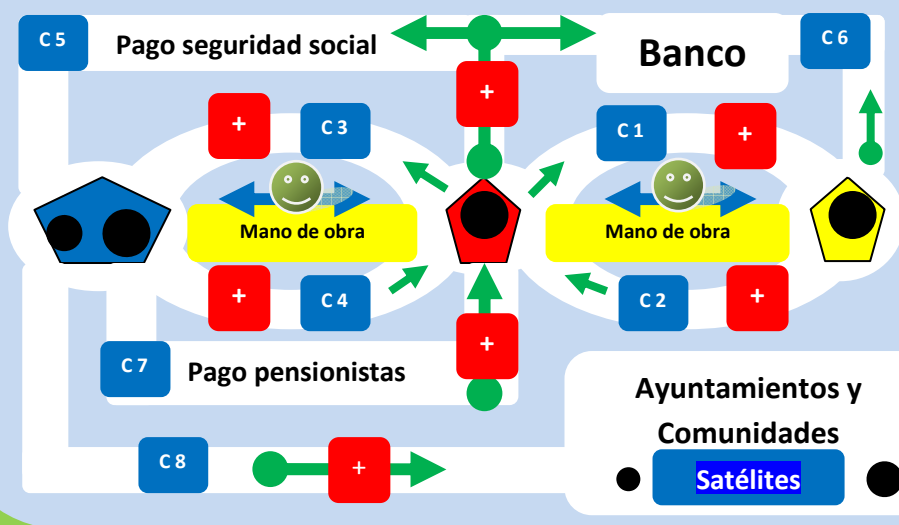 C 5
Pago seguridad social
Banco
C 6
+
+
C 3
C 1
+
Mano de obra
Mano de obra
+
C 4
C 2
+
+
C 7
Pago pensionistas
Ayuntamientos y
Comunidades
C 8
+
Satélites